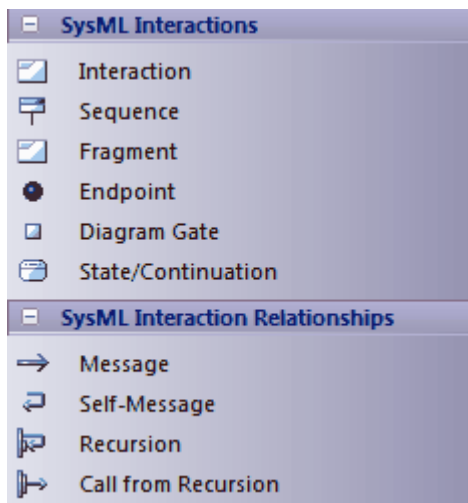 SysML Interactions
Interaction
Sequence
Fragment
Endpoint
Diagram Gate
State/Continuation
SysML Interaction Relationships
Message
Self-Message
Recursion
Call from Recursion